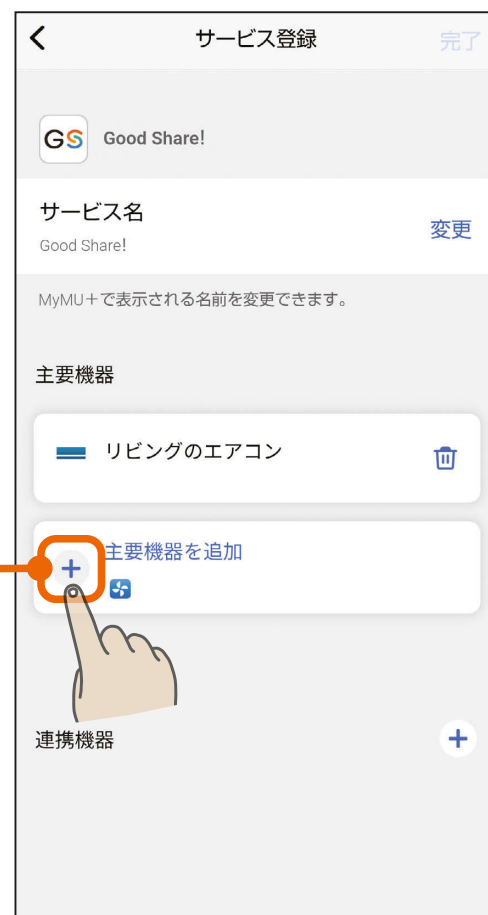 サービス登録 完了
GS Good Share!
サービス名
変更
Good Share!
MyMU＋で表示される名前を変更できます。
主要機器
リビングのエアコン
主要機器を追加
連携機器